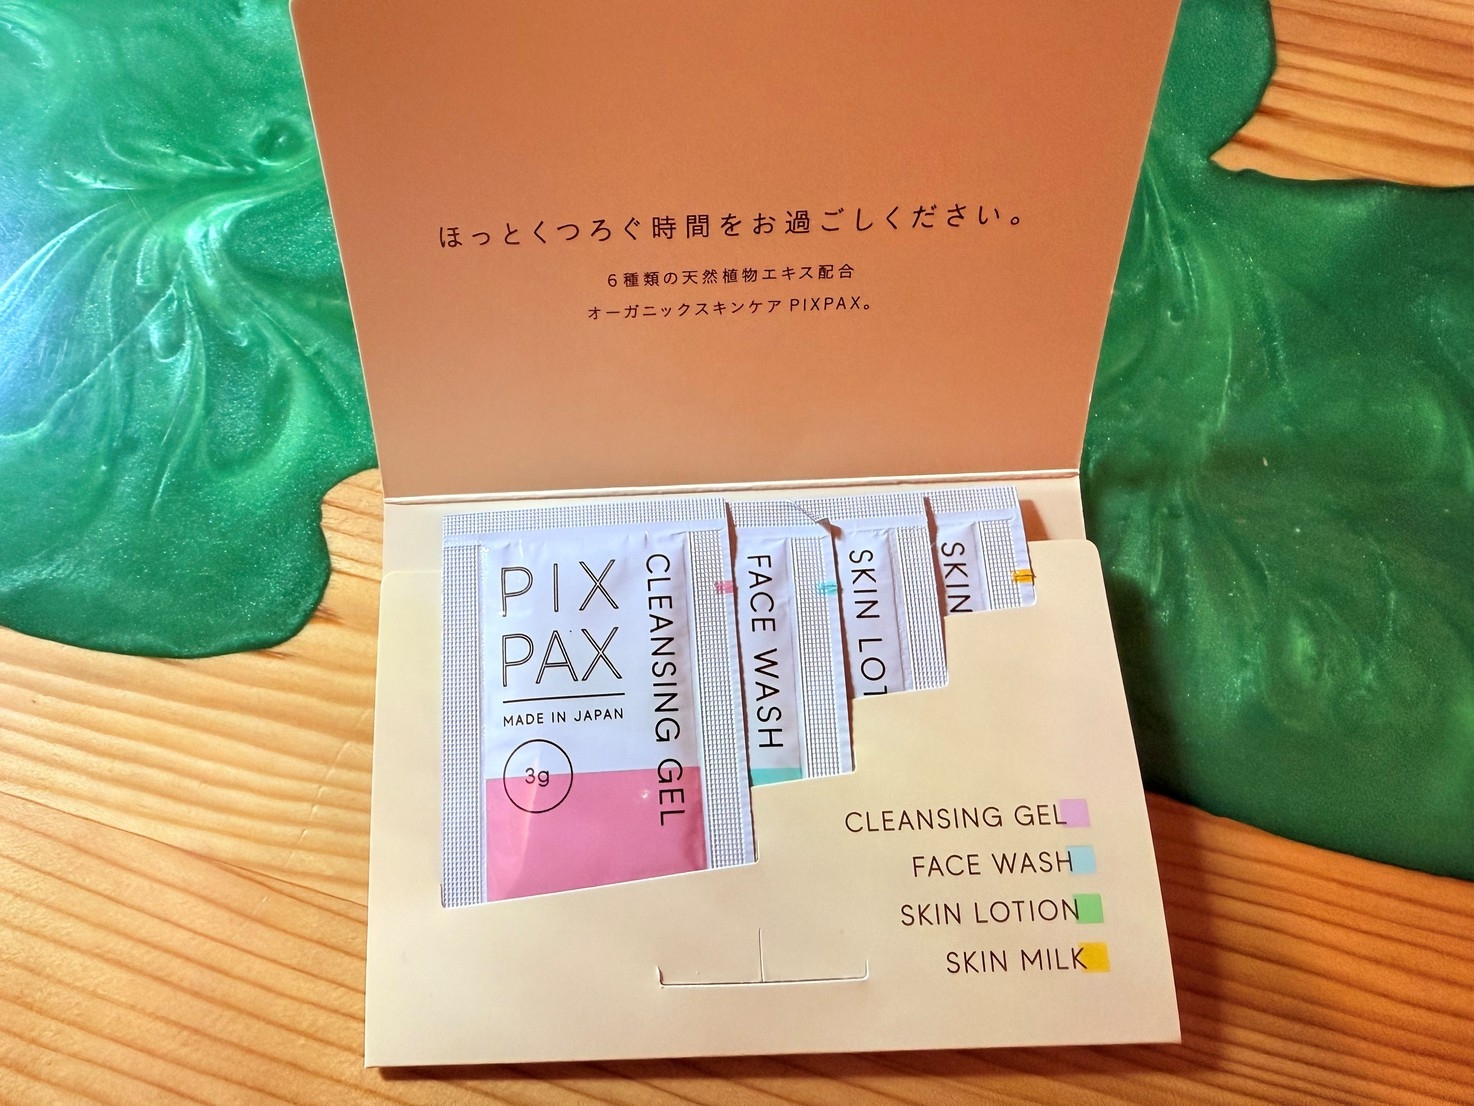 ほっとくつろぐ時間をお過ごしください。
6種類の天然植物エキス配合
オーガニックスキンケア PIXPAX。
PIX
PAX
MADE IN JAPAN
3g
CLEANSING GEL
FACE WASH
SKIN LOT
SKIN
CLEANSING GEL
FACE WASH
SKIN LOTION
SKIN MILK